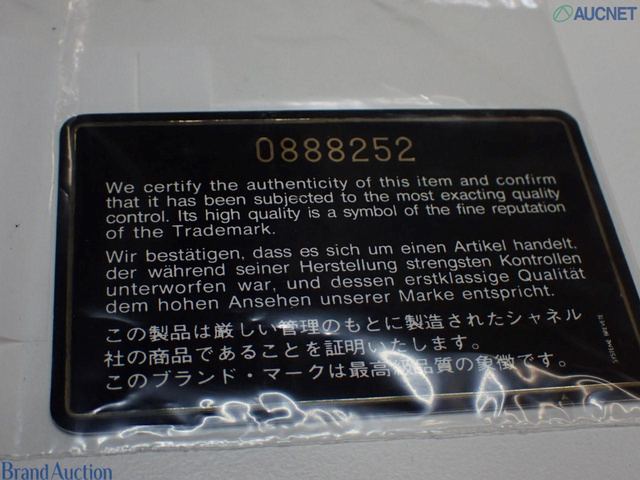 AUCNET
0888252
We certify the authenticity of this item and confirm
that it has been subjected to the most exacting quality
control. Its high quality is a symbol of the fine reputation
of the Trademark.
Wir bestätigen, dass es sich um einen Artikel handelt,
der während seiner Herstellung strengsten Kontrollen
unterworfen war, und dessen erstklassige Qualität
dem hohen Ansehen unserer Marke entspricht.
この製品は厳しい管理のもとに製造されたシャネル
社の商品であることを証明いたします。
このブランド・マークは最高級品質の象徴です。
Brand Auction